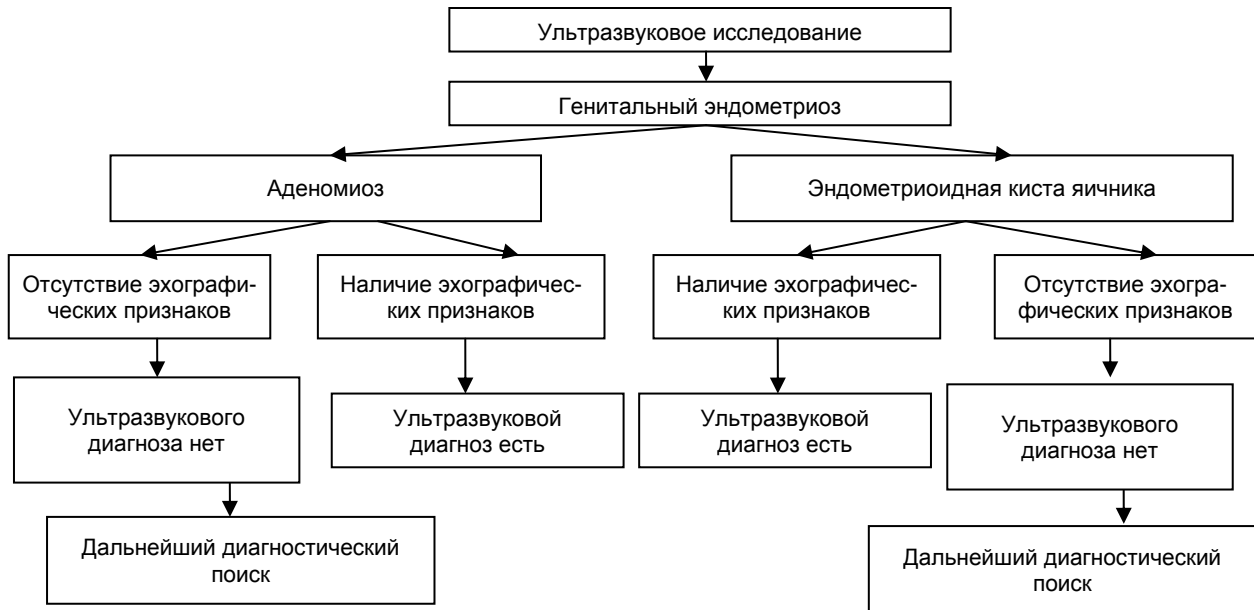 Ультразвуковое исследование
Генитальный эндометриоз
Аденомиоз
Эндометриоидная киста яичника
Отсутствие эхографи-
ческих признаков
Наличие эхографичес-
ких признаков
Наличие эхографичес-
ких признаков
Отсутствие эхогра-
фических признаков
Ультразвукового
диагноза нет
Ультразвуковой
диагноз есть
Ультразвуковой
диагноз есть
Ультразвукового
диагноза нет
Дальнейший диагностический
поиск
Дальнейший диагностический
поиск